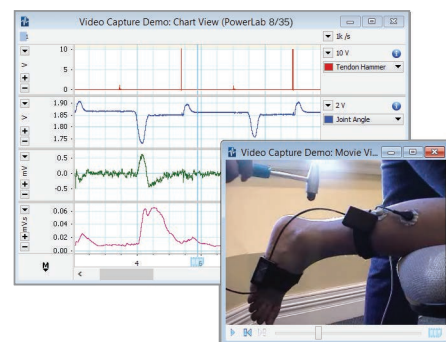 Video Capture Demo: Chart View (PowerLab 8/35)
1k /s
10
5
0
V
10 V
Tendon Hammer
1.90
1.85
1.80
1.75
V
2 V
Joint Angle
0.5
0.0
-0.5
mV
0.06
0.04
0.02
0.00
mV.s
4
6
M
Video Capture Demo: Movie Vi...